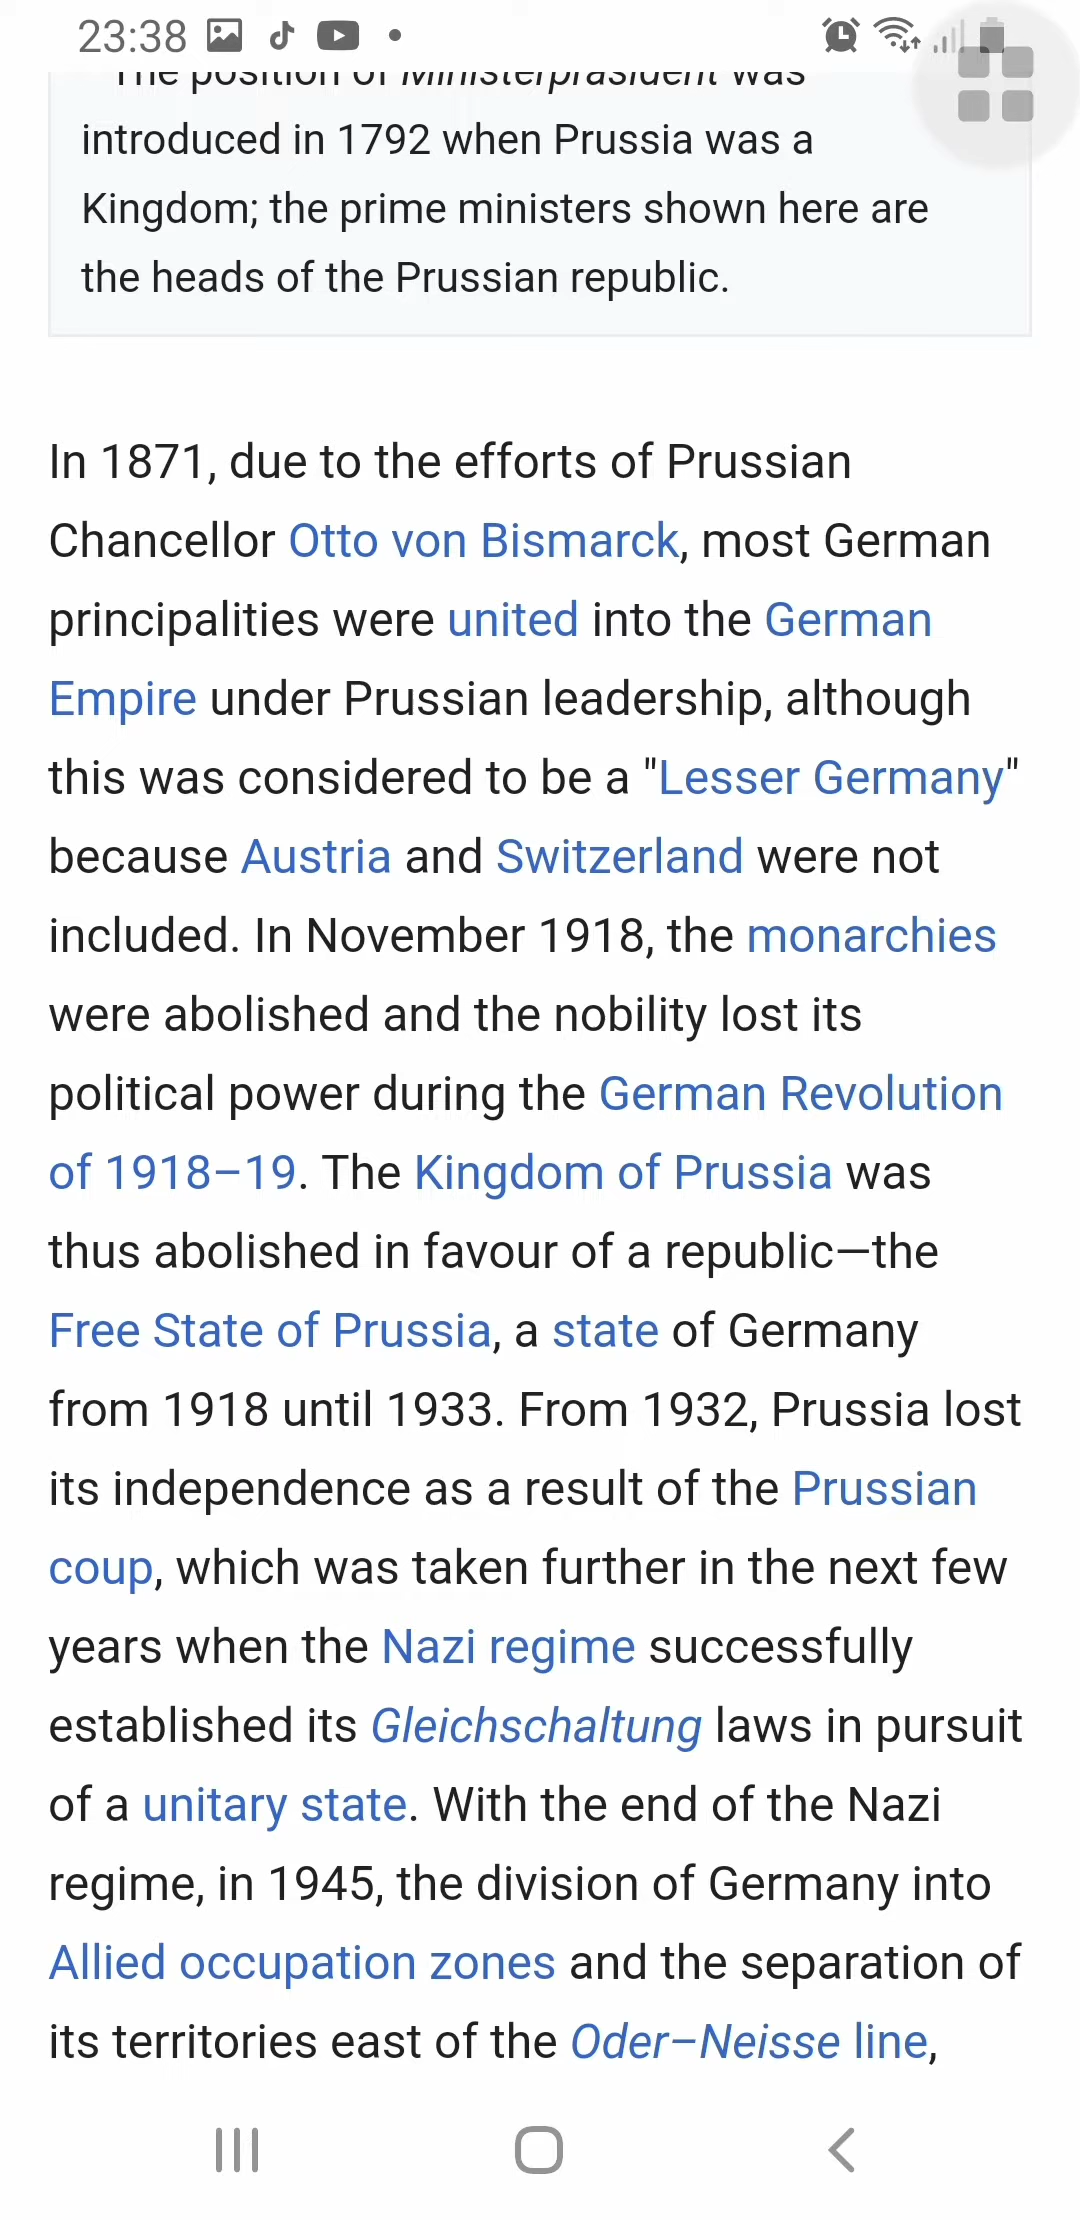 23:38
The position of Ministerpräsident was
introduced in 1792 when Prussia was a
Kingdom; the prime ministers shown here are
the heads of the Prussian republic.
In 1871, due to the efforts of Prussian
Chancellor Otto von Bismarck, most German
principalities were united into the German
Empire under Prussian leadership, although
this was considered to be a "Lesser Germany"
because Austria and Switzerland were not
included. In November 1918, the monarchies
were abolished and the nobility lost its
political power during the German Revolution
of 1918–19. The Kingdom of Prussia was
thus abolished in favour of a republic—the
Free State of Prussia, a state of Germany
from 1918 until 1933. From 1932, Prussia lost
its independence as a result of the Prussian
coup, which was taken further in the next few
years when the Nazi regime successfully
established its Gleichschaltung laws in pursuit
of a unitary state. With the end of the Nazi
regime, in 1945, the division of Germany into
Allied occupation zones and the separation of
its territories east of the Oder–Neisse line,